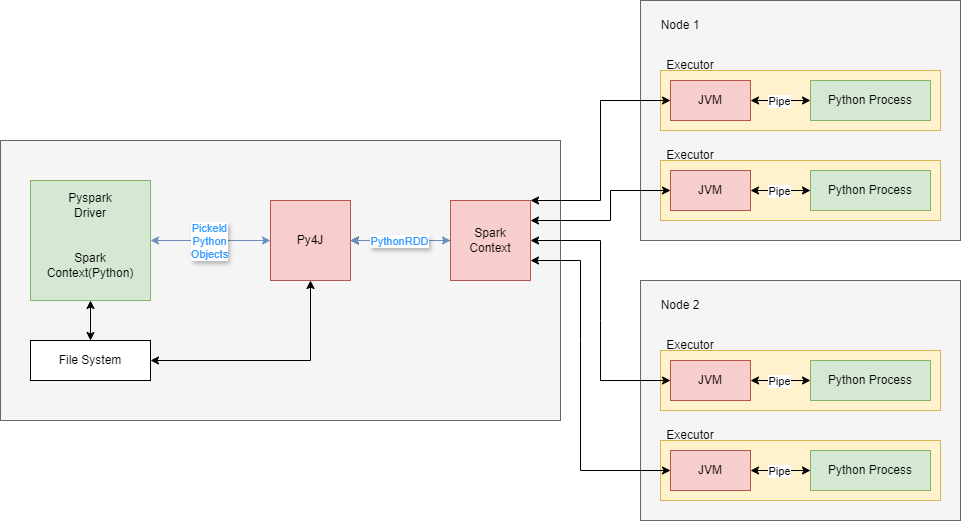 Node 1
Executor
JVM
Pipe
Python Process
Executor
JVM
Pipe
Python Process
Pyspark
Driver
Spark
Context(Python)
Pickeld
Python
Objects
Py4J
PythonRDD
Spark
Context
File System
Node 2
Executor
JVM
Pipe
Python Process
Executor
JVM
Pipe
Python Process